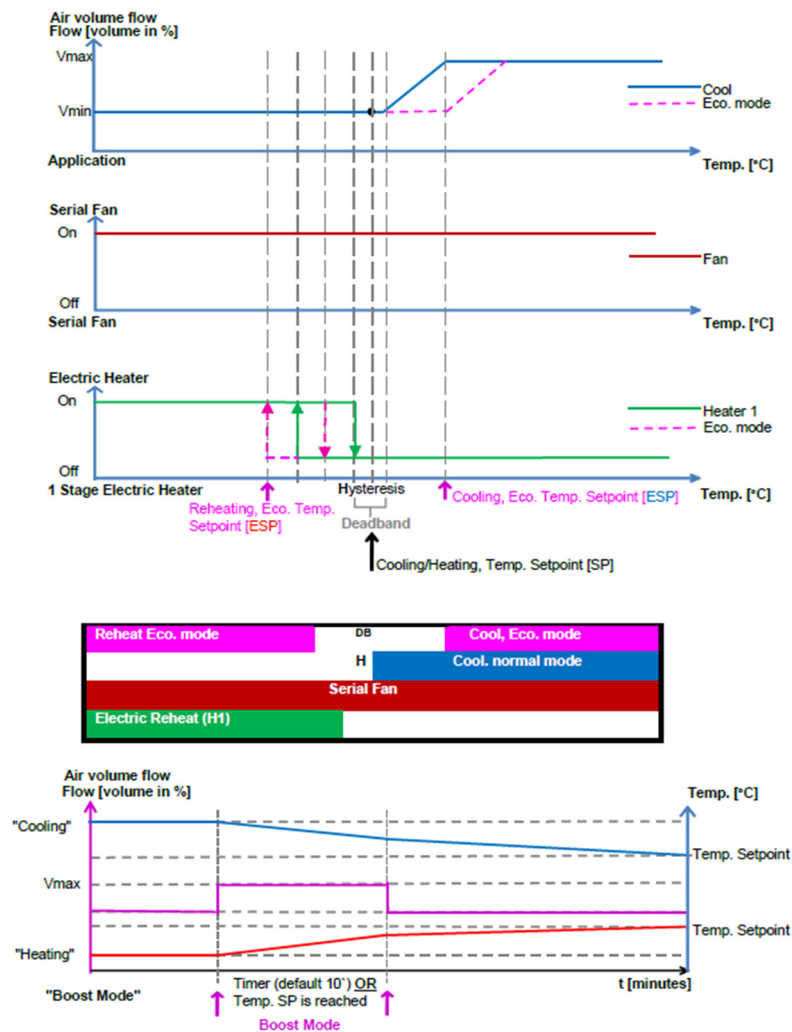 Air volume flow
Flow [volume in %]
Vmax
Cool
Eco. mode
Vmin
Application
Temp. [°C]
Serial Fan
On
Fan
Off
Serial Fan
Temp. [°C]
Electric Heater
On
Heater 1
Eco. mode
Off
1 Stage Electric Heater
Hysteresis
Temp. [°C]
Reheating, Eco. Temp.
Setpoint [ESP]
Cooling, Eco. Temp. Setpoint [ESP]
Deadband
Cooling/Heating, Temp. Setpoint [SP]
Reheat Eco. mode
DB
Cool, Eco. mode
H
Cool. normal mode
Serial Fan
Electric Reheat (H1)
Air volume flow
Flow [volume in %]
Temp. [°C]
"Cooling"
Temp. Setpoint
Vmax
Temp. Setpoint
"Heating"
t [minutes]
"Boost Mode"
Timer (default 10`) OR
Temp. SP is reached
Boost Mode